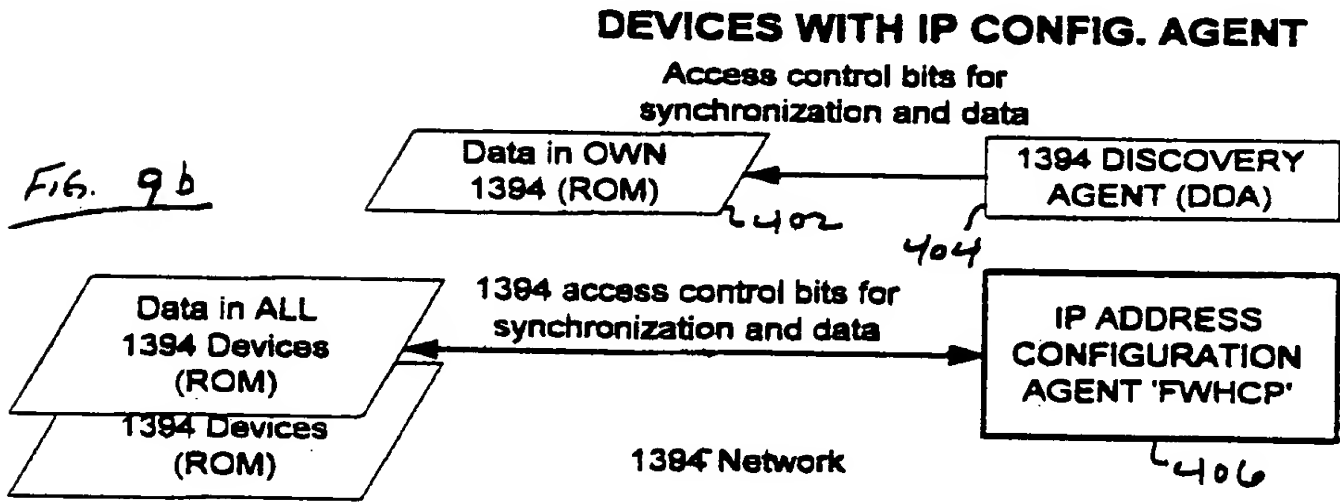 DEVICES WITH IP CONFIG. AGENT
Access control bits for
synchronization and data
FIG. 9b
Data in OWN
1394 (ROM)
402
1394 DISCOVERY
AGENT (DDA)
404
Data in ALL
1394 Devices
(ROM)
1394 Devices
(ROM)
1394 access control bits for
synchronization and data
IP ADDRESS
CONFIGURATION
AGENT 'FWHCP'
406
1394 Network